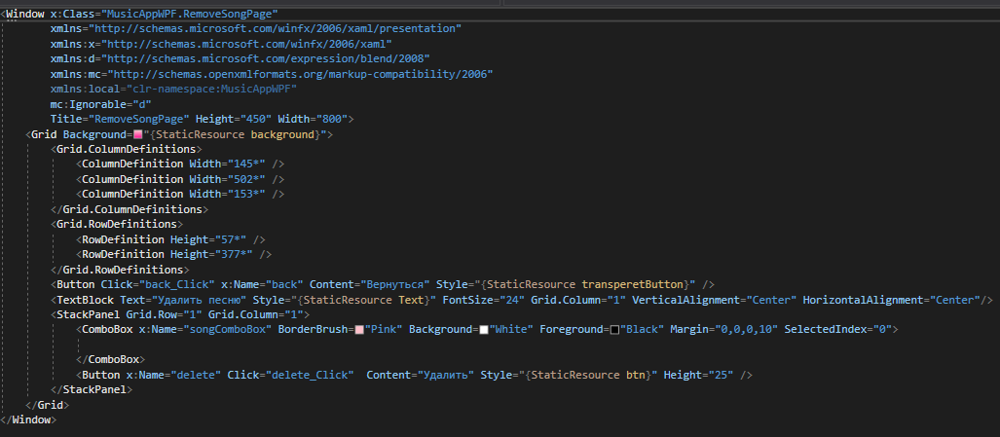 <Window x:Class="MusicAppWPF.RemoveSongPage"
xmlns="http://schemas.microsoft.com/winfx/2006/xaml/presentation"
xmlns:x="http://schemas.microsoft.com/winfx/2006/xaml"
xmlns:d="http://schemas.microsoft.com/expression/blend/2008"
xmlns:mc="http://schemas.openxmlformats.org/markup-compatibility/2006"
xmlns:local="clr-namespace:MusicAppWPF"
mc:Ignorable="d"
Title="RemoveSongPage" Height="450" Width="800">
<Grid Background="{StaticResource background}">
<Grid.ColumnDefinitions>
<ColumnDefinition Width="145*" />
<ColumnDefinition Width="502*" />
<ColumnDefinition Width="153*" />
</Grid.ColumnDefinitions>
<Grid.RowDefinitions>
<RowDefinition Height="57*" />
<RowDefinition Height="377*" />
</Grid.RowDefinitions>
<Button Click="back_Click" x:Name="back" Content="Вернуться" Style="{StaticResource transperetButton}" />
<TextBlock Text="Удалить песню" Style="{StaticResource Text}" FontSize="24" Grid.Column="1" VerticalAlignment="Center" HorizontalAlignment="Center"/>
<StackPanel Grid.Row="1" Grid.Column="1">
<ComboBox x:Name="songComboBox" BorderBrush="Pink" Background="White" Foreground="Black" Margin="0,0,0,10" SelectedIndex="0">
</ComboBox>
<Button x:Name="delete" Click="delete_Click"  Content="Удалить" Style="{StaticResource btn}" Height="25" />
</StackPanel>
</Grid>
</Window>